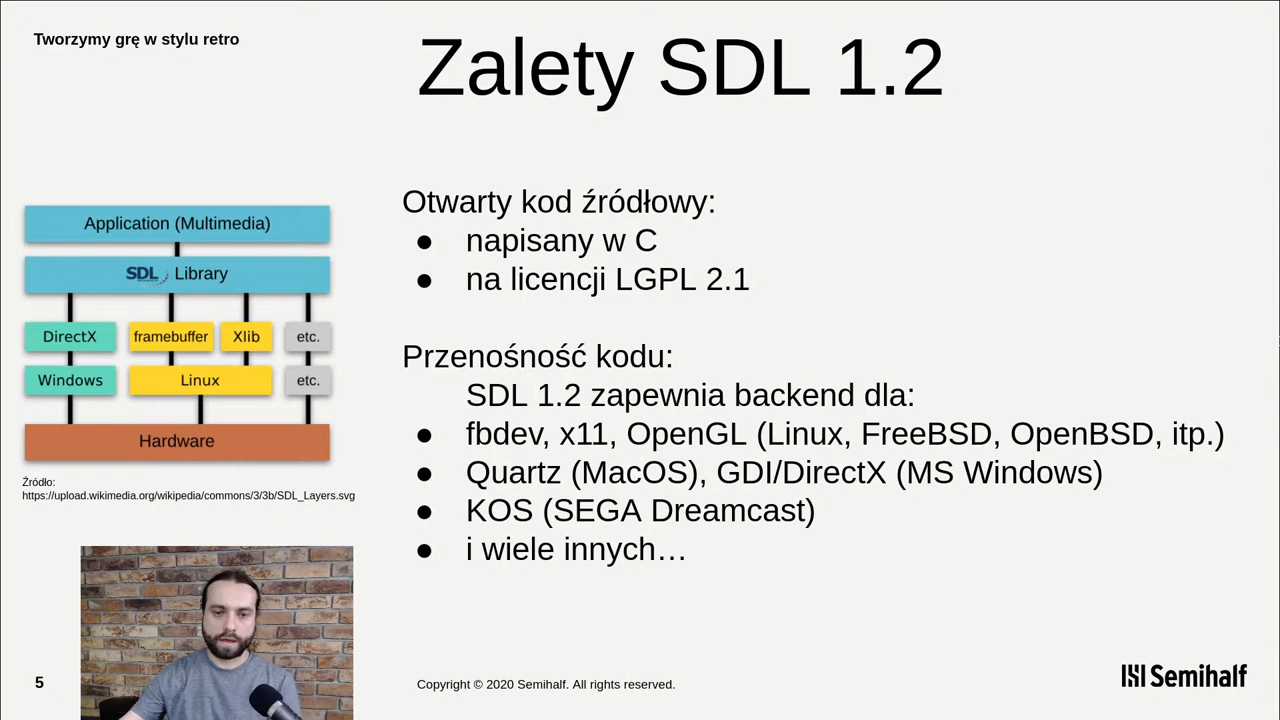 Tworzymy grę w stylu retro
Zalety SDL 1.2
Application (Multimedia)
SDL Library
DirectX
framebuffer
Xlib
etc.
Windows
Linux
etc.
Hardware
Źródło:
https://upload.wikimedia.org/wikipedia/commons/3/3b/SDL_Layers.svg
Otwarty kod źródłowy:
● napisany w C
● na licencji LGPL 2.1
Przenośność kodu:
SDL 1.2 zapewnia backend dla:
● fbdev, x11, OpenGL (Linux, FreeBSD, OpenBSD, itp.)
● Quartz (MacOS), GDI/DirectX (MS Windows)
● KOS (SEGA Dreamcast)
● i wiele innych…
5
Copyright © 2020 Semihalf. All rights reserved.
Semihalf